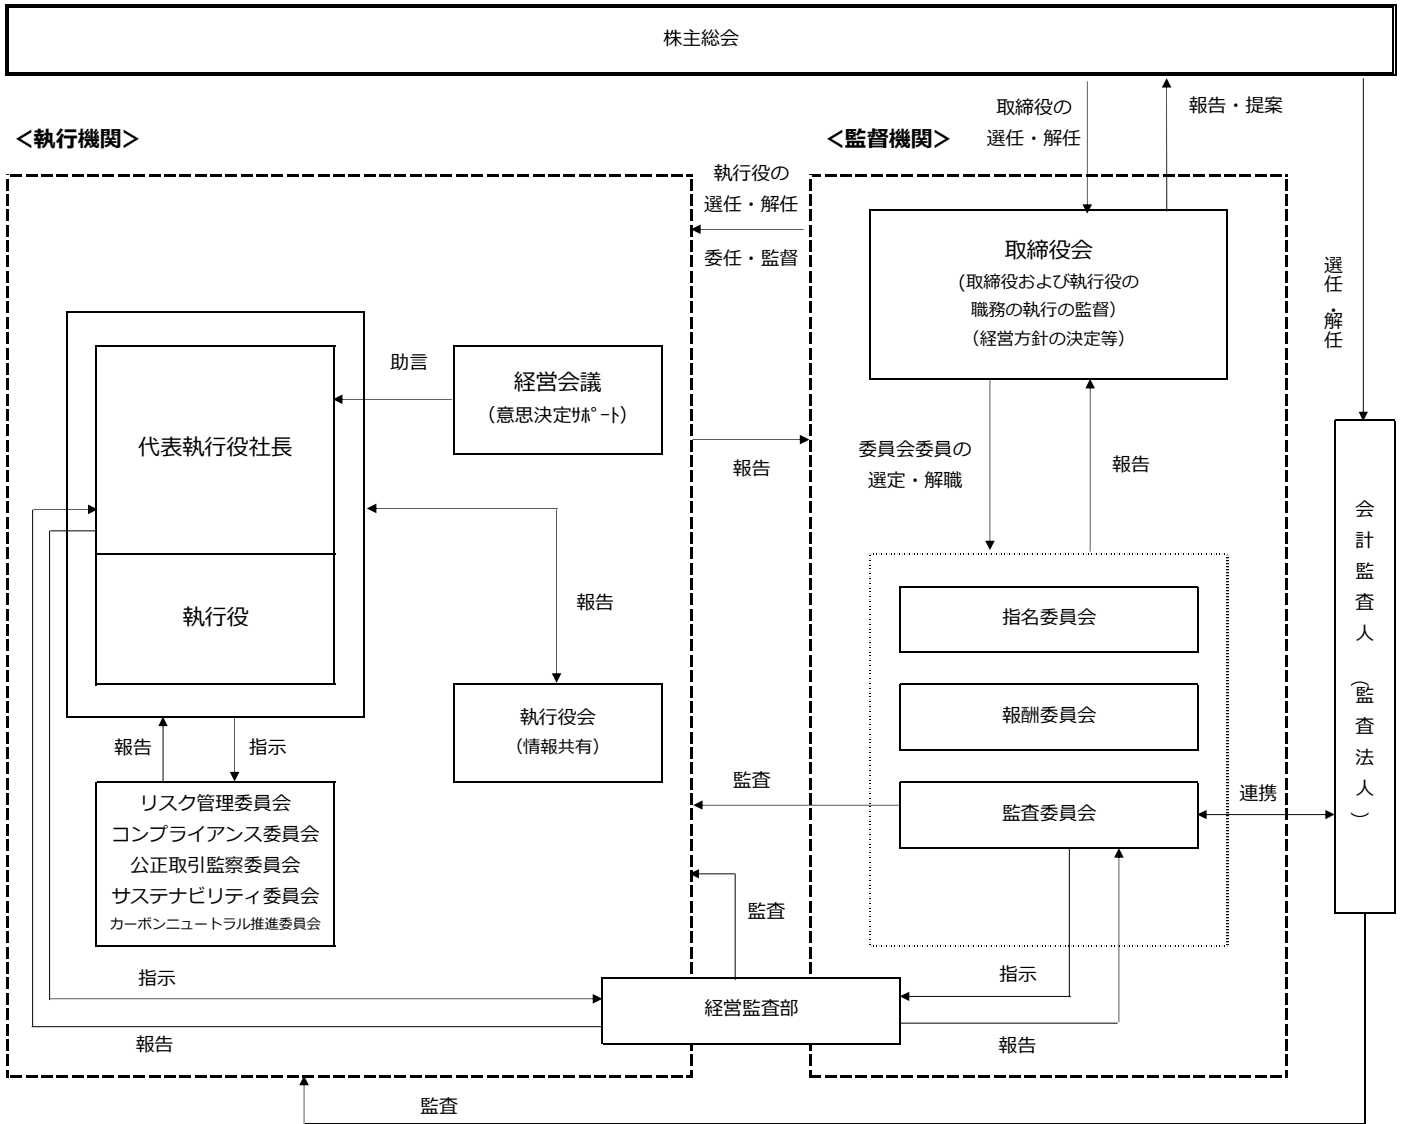 株主総会
取締役の
選任・解任
報告・提案
＜執行機関＞
＜監督機関＞
執行役の
選任・解任
委任・監督
取締役会
(取締役および執行役の
職務の執行の監督)
（経営方針の決定等）
選任・解任
助言
経営会議
（意思決定ｻﾎﾟｰﾄ）
代表執行役社長
報告
委員会委員の
選定・解職
報告
会計監査人（監査法人）
執行役
報告
指名委員会
執行役会
（情報共有）
報酬委員会
報告
指示
監査
監査委員会
連携
リスク管理委員会
コンプライアンス委員会
公正取引監察委員会
サステナビリティ委員会
カーボンニュートラル推進委員会
監査
指示
指示
経営監査部
報告
報告
監査